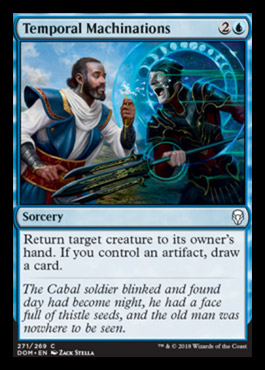 Temporal Machinations 2
Sorcery
Return target creature to its owner's
hand. If you control an artifact, draw
a card.
The Cabal soldier blinked and found
day had become night, he had a face
full of thistle seeds, and the old man was
nowhere to be seen.
271/269 C
DOM • EN ZACK STELLA
™ & © 2018 Wizards of the Coast